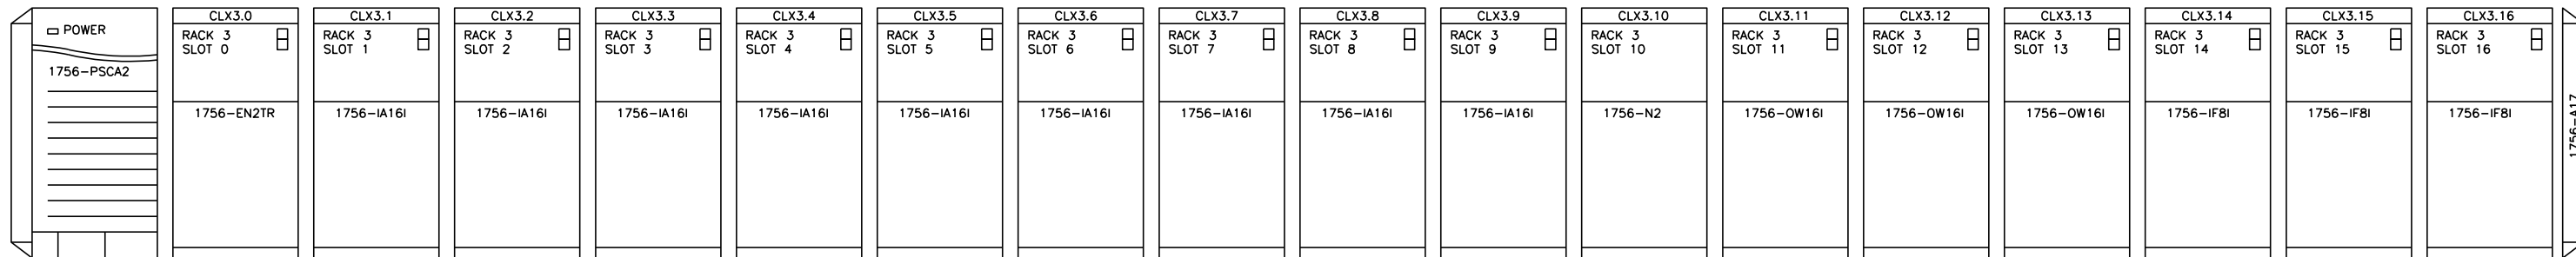 POWER
1756-PSCA2
CLX3.0
RACK 3
SLOT 0
1756-EN2TR
CLX3.1
RACK 3
SLOT 1
1756-IA16I
CLX3.2
RACK 3
SLOT 2
1756-IA16I
CLX3.3
RACK 3
SLOT 3
1756-IA16I
CLX3.4
RACK 3
SLOT 4
1756-IA16I
CLX3.5
RACK 3
SLOT 5
1756-IA16I
CLX3.6
RACK 3
SLOT 6
1756-IA16I
CLX3.7
RACK 3
SLOT 7
1756-IA16I
CLX3.8
RACK 3
SLOT 8
1756-IA16I
CLX3.9
RACK 3
SLOT 9
1756-IA16I
CLX3.10
RACK 3
SLOT 10
1756-N2
CLX3.11
RACK 3
SLOT 11
1756-OW16I
CLX3.12
RACK 3
SLOT 12
1756-OW16I
CLX3.13
RACK 3
SLOT 13
1756-OW16I
CLX3.14
RACK 3
SLOT 14
1756-IF8I
CLX3.15
RACK 3
SLOT 15
1756-IF8I
CLX3.16
RACK 3
SLOT 16
1756-IF8I
1756-A17